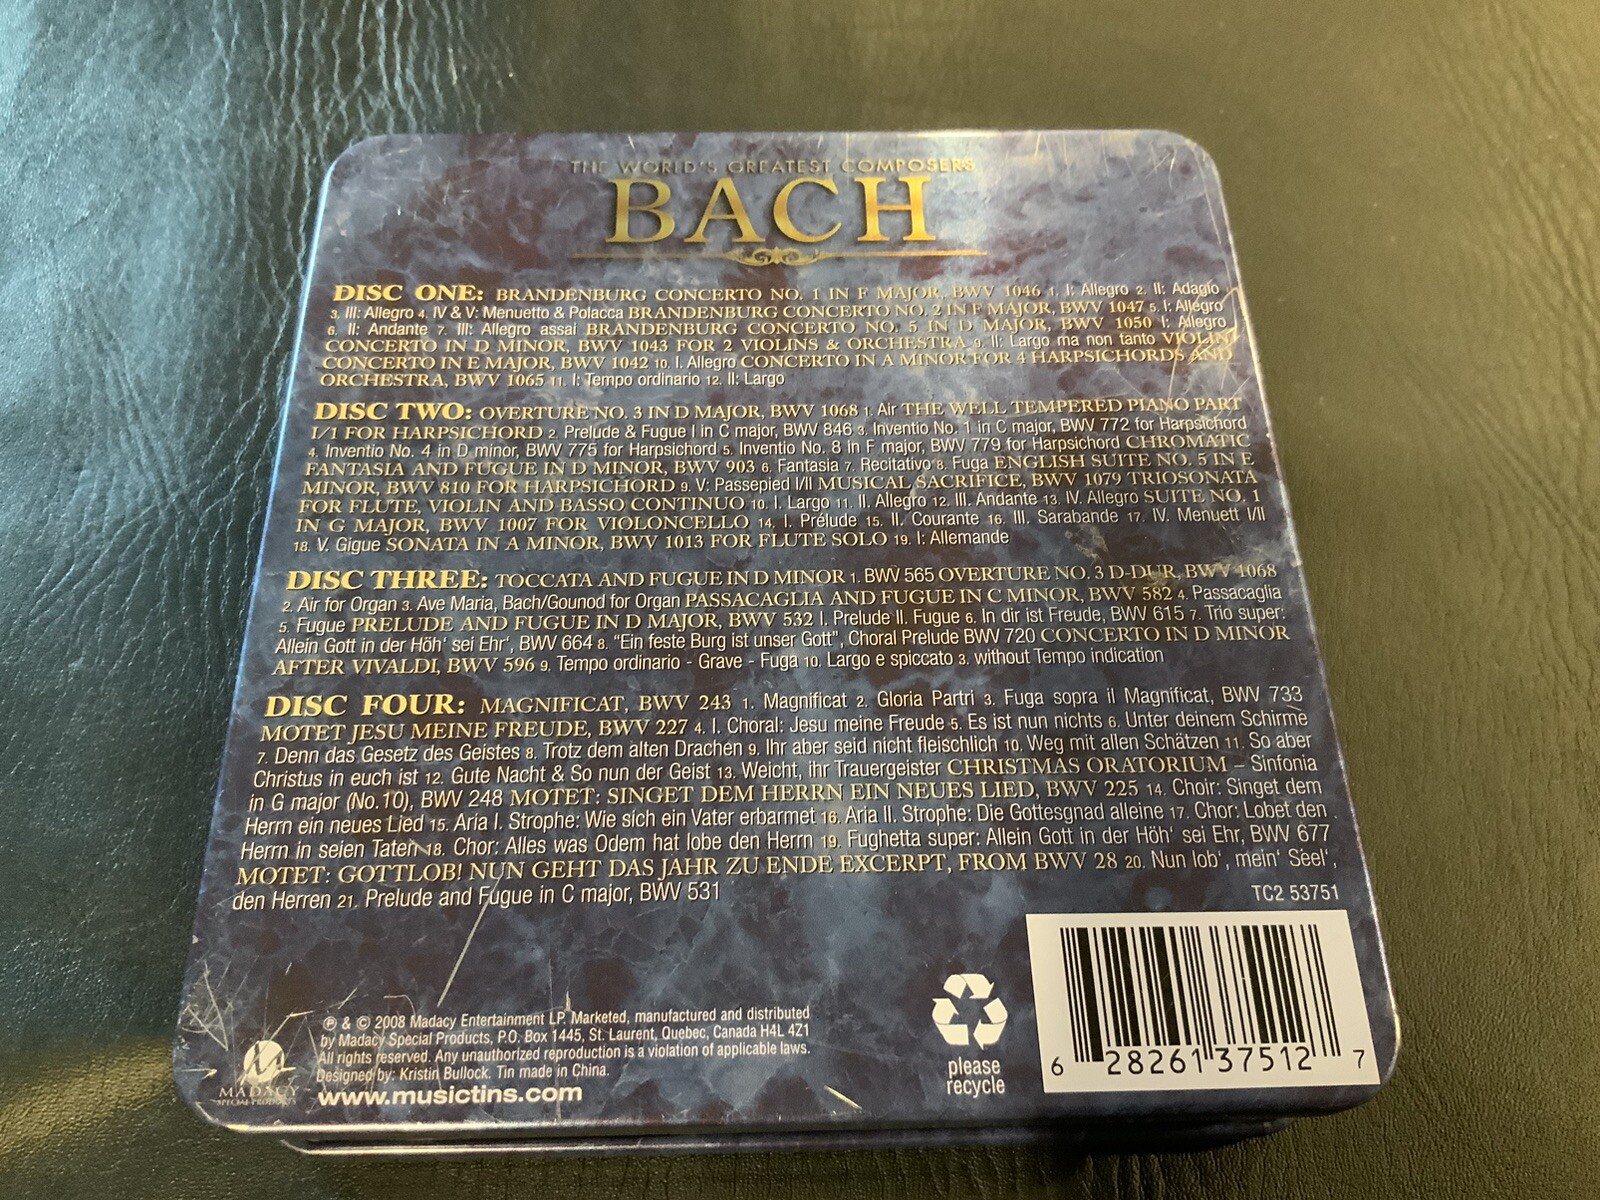 THE WORLD'S GREATEST COMPOSERS
BACH
DISC ONE: BRANDENBURG CONCERTO NO. 1 IN F MAJOR, BWV 1046 1. I: Allegro 2. II: Adagio
3. III: Allegro 4. IV & V: Menuetto & Polacca BRANDENBURG CONCERTO NO. 2 IN F MAJOR, BWV 1047 5. I: Allegro
6. II: Andante 7. III: Allegro assai BRANDENBURG CONCERTO NO. 5 IN D MAJOR, BWV 1050 I: Allegro
CONCERTO IN D MINOR, BWV 1043 FOR 2 VIOLINS & ORCHESTRA 9. II: Largo ma non tanto VIOLIN
CONCERTO IN E MAJOR, BWV 1042 10. I. Allegro CONCERTO IN A MINOR FOR 4 HARPSICHORDS AND
ORCHESTRA, BWV 1065 11. I: Tempo ordinario 12. II: Largo
DISC TWO: OVERTURE NO. 3 IN D MAJOR, BWV 1068 1. Air THE WELL TEMPERED PIANO PART
I/1 FOR HARPSICHORD 2. Prelude & Fugue I in C major, BWV 846 3. Inventio No. 1 in C major, BWV 772 for Harpsichord
4. Inventio No. 4 in D minor, BWV 775 for Harpsichord 5. Inventio No. 8 in F major, BWV 779 for Harpsichord CHROMATIC
FANTASIA AND FUGUE IN D MINOR, BWV 903 6. Fantasia 7. Recitativo 8. Fuga ENGLISH SUITE NO. 5 IN E
MINOR, BWV 810 FOR HARPSICHORD 9. V: Passepied I/II MUSICAL SACRIFICE, BWV 1079 TRIOSONATA
FOR FLUTE, VIOLIN AND BASSO CONTINUO 10. I. Largo 11. II. Allegro 12. III. Andante 13. IV. Allegro SUITE NO. 1
IN G MAJOR, BWV 1007 FOR VIOLONCELLO 14. I. Prélude 15. II. Courante 16. III. Sarabande 17. IV. Menuett I/II
18. V. Gigue SONATA IN A MINOR, BWV 1013 FOR FLUTE SOLO 19. I: Allemande
DISC THREE: TOCCATA AND FUGUE IN D MINOR 1. BWV 565 OVERTURE NO. 3 D-DUR, BWV 1068
2. Air for Organ 3. Ave Maria, Bach/Gounod for Organ PASSACAGLIA AND FUGUE IN C MINOR, BWV 582 4. Passacaglia
5. Fugue PRELUDE AND FUGUE IN D MAJOR, BWV 532 I. Prelude II. Fugue 6. In dir ist Freude, BWV 615 7. Trio super:
Allein Gott in der Höh' sei Ehr', BWV 664 8. "Ein feste Burg ist unser Gott", Choral Prelude BWV 720 CONCERTO IN D MINOR
AFTER VIVALDI, BWV 596 9. Tempo ordinario - Grave - Fuga 10. Largo e spiccato 3. without Tempo indication
DISC FOUR: MAGNIFICAT, BWV 243 1. Magnificat 2. Gloria Partri 3. Fuga sopra il Magnificat, BWV 733
MOTET JESU MEINE FREUDE, BWV 227 4. I. Choral: Jesu meine Freude 5. Es ist nun nichts 6. Unter deinem Schirme
7. Denn das Gesetz des Geistes 8. Trotz dem alten Drachen 9. Ihr aber seid nicht fleischlich 10. Weg mit allen Schätzen 11. So aber
Christus in euch ist 12. Gute Nacht & So nun der Geist 13. Weicht, ihr Trauergeister CHRISTMAS ORATORIUM – Sinfonia
in G major (No.10), BWV 248 MOTET: SINGET DEM HERRN EIN NEUES LIED, BWV 225 14. Choir: Singet dem
Herrn ein neues Lied 15. Aria I. Strophe: Wie sich ein Vater erbarmet 16. Aria II. Strophe: Die Gottesgnad alleine 17. Chor: Lobet den
Herrn in seien Taten 18. Chor: Alles was Odem hat lobe den Herrn 19. Fughetta super: Allein Gott in der Höh' sei Ehr, BWV 677
MOTET: GOTTLOB! NUN GEHT DAS JAHR ZU ENDE EXCERPT, FROM BWV 28 20. Nun lob', mein' Seel',
den Herren 21. Prelude and Fugue in C major, BWV 531
TC2 53751
℗ & © 2008 Madacy Entertainment LP. Marketed, manufactured and distributed
by Madacy Special Products, P.O. Box 1445, St. Laurent, Quebec, Canada H4L 4Z1
All rights reserved. Any unauthorized reproduction is a violation of applicable laws.
Designed by: Kristin Bullock. Tin made in China.
www.musictins.com
MADACY
SPECIAL PRODUCTS
please
recycle
6 28261 37512 7